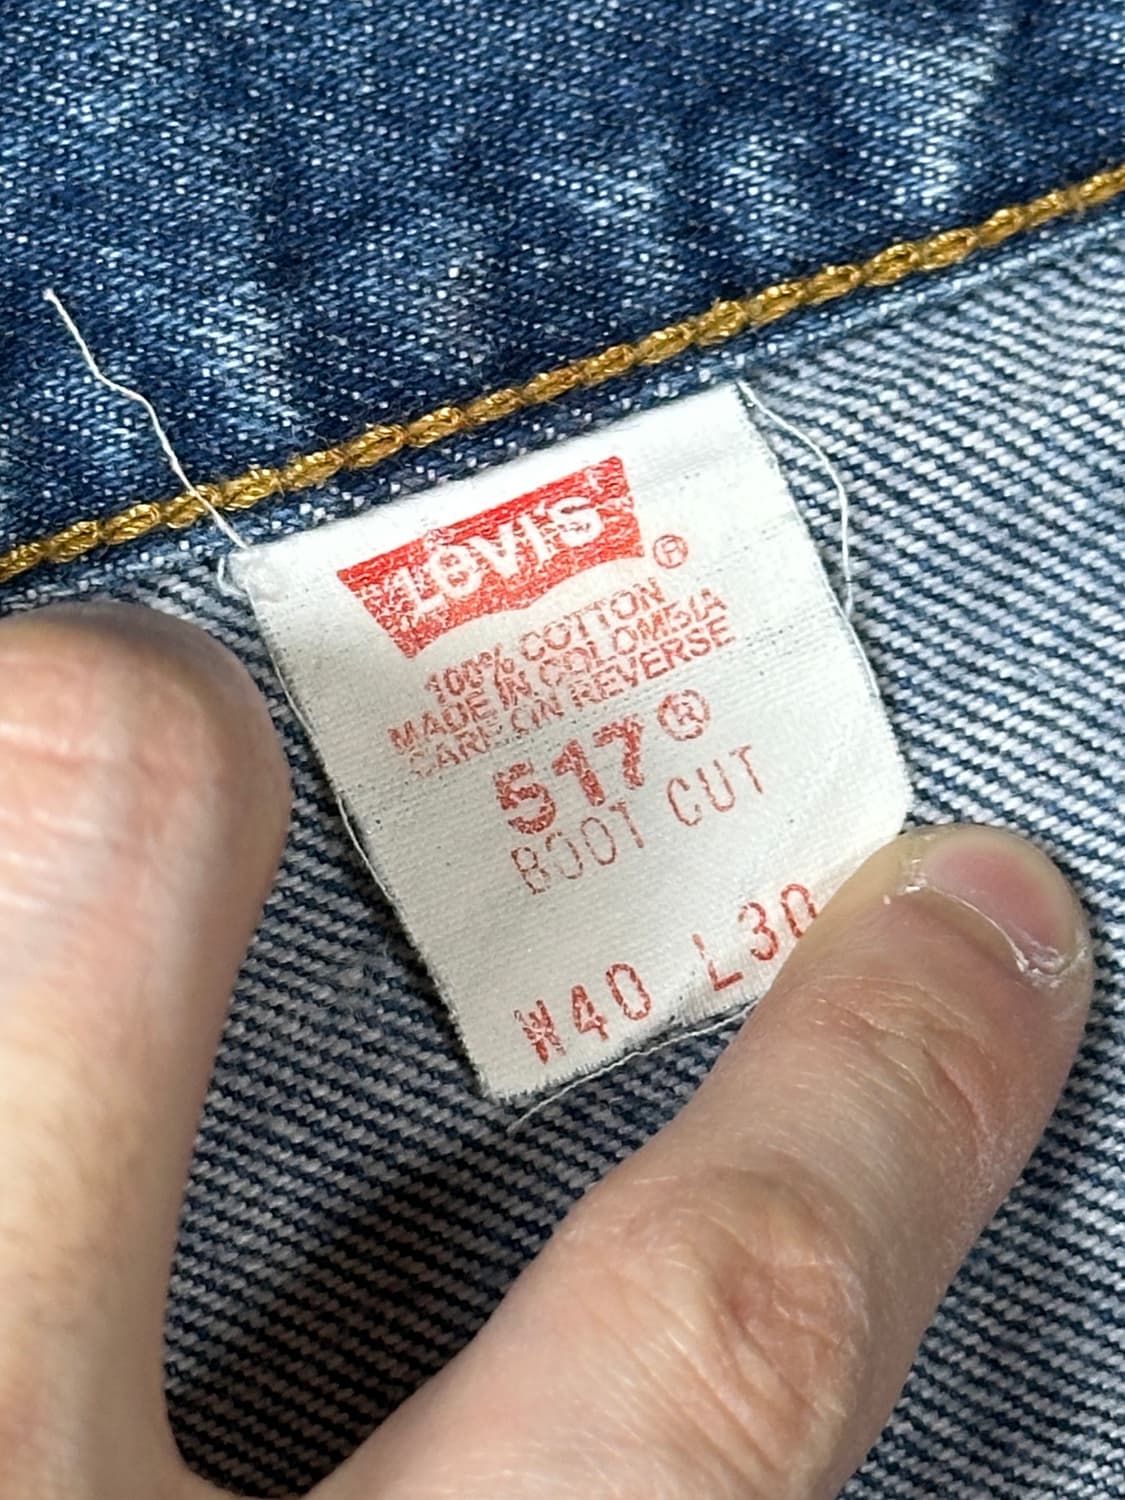 Levi's ®
100% COTTON
MADE IN COLOMBIA
CARE ON REVERSE
517®
BOOT CUT
W40 L30